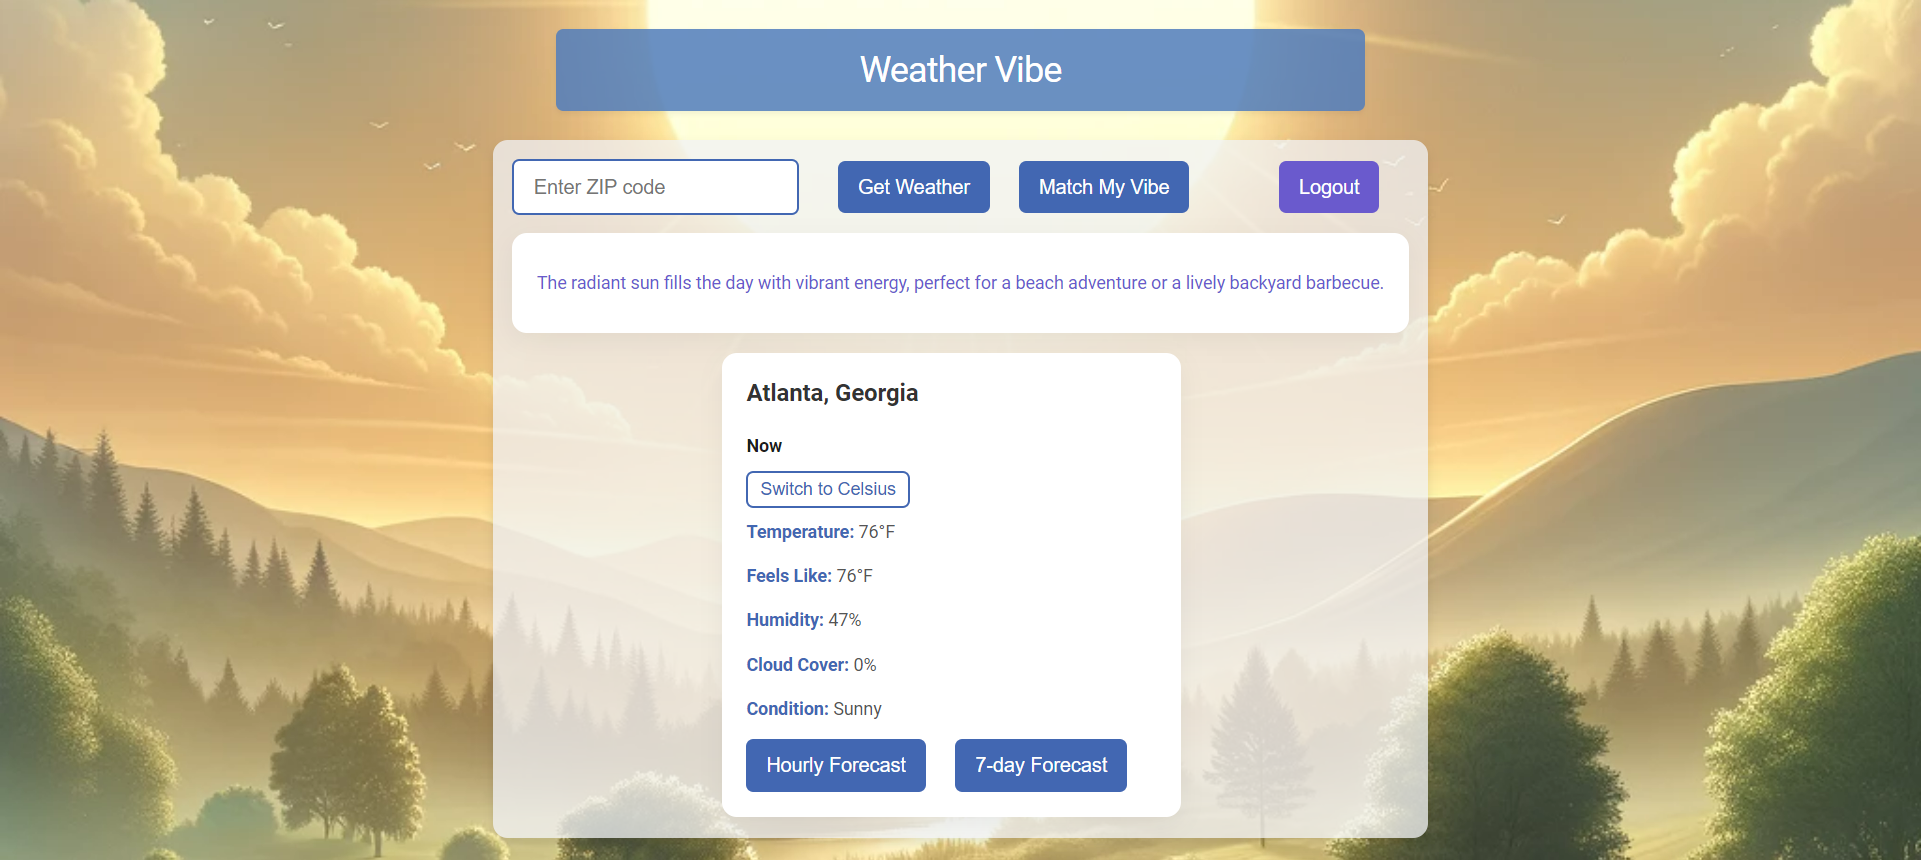 Weather Vibe
Enter ZIP code
Get Weather
Match My Vibe
Logout
The radiant sun fills the day with vibrant energy, perfect for a beach adventure or a lively backyard barbecue.
Atlanta, Georgia
Now
Switch to Celsius
Temperature: 76°F
Feels Like: 76°F
Humidity: 47%
Cloud Cover: 0%
Condition: Sunny
Hourly Forecast
7-day Forecast